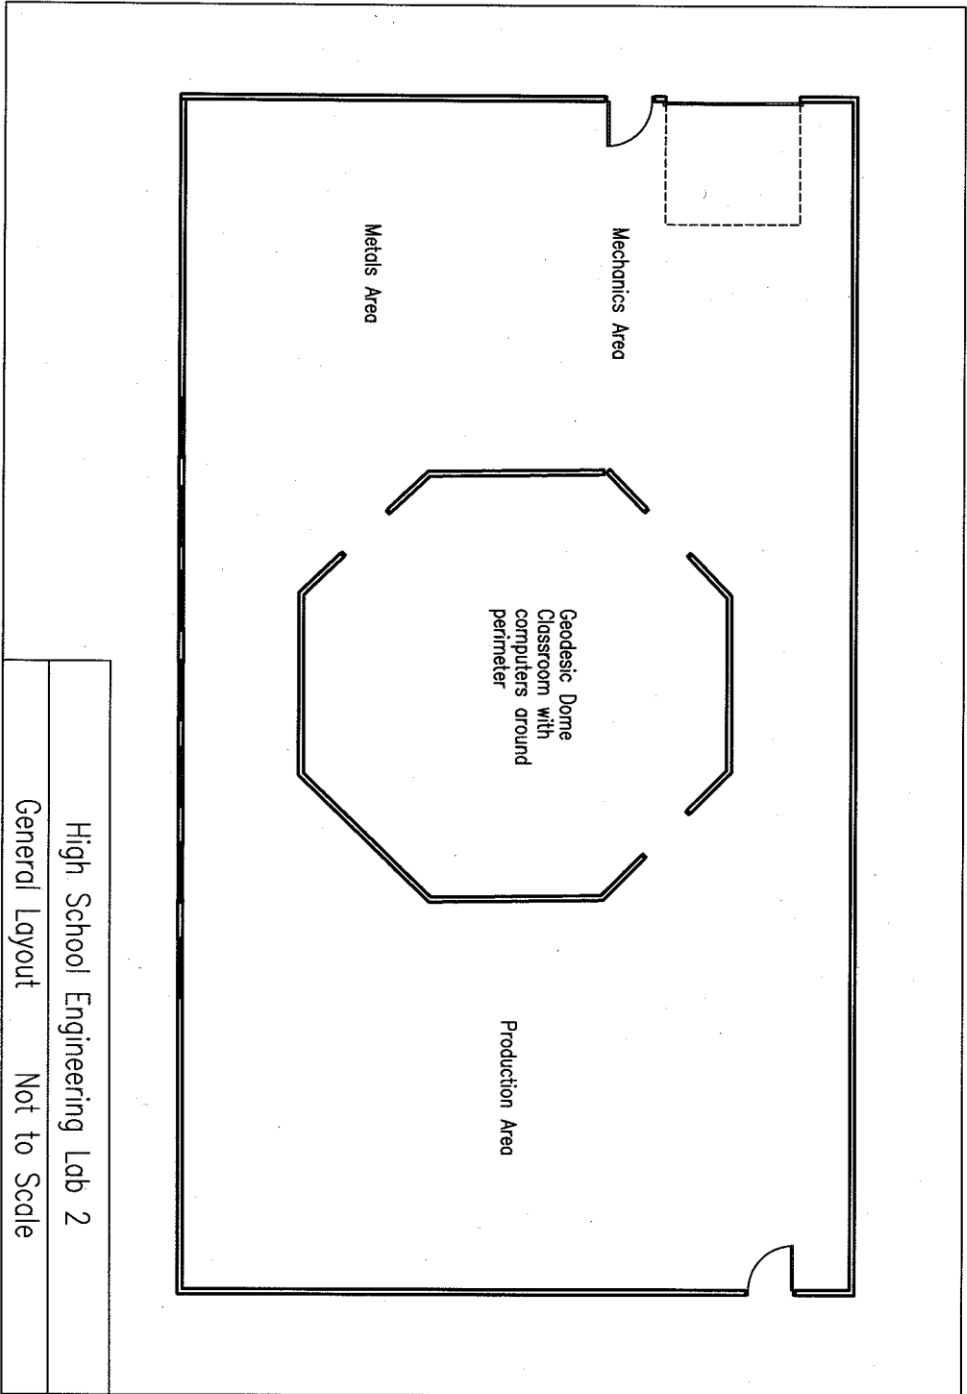 Mechanics Area
Metals Area
Geodesic Dome
Classroom with
computers around
perimeter
Production Area
High School Engineering Lab 2
General Layout Not to Scale